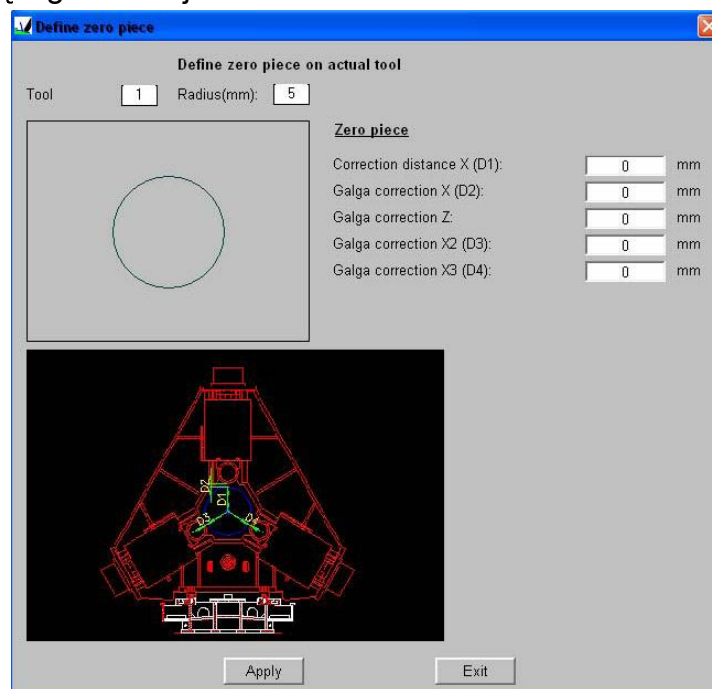 Define zero piece
Define zero piece on actual tool
Tool 1 Radius(mm): 5
Zero piece
Correction distance X (D1): 0 mm
Galga correction X (D2): 0 mm
Galga correction Z: 0 mm
Galga correction X2 (D3): 0 mm
Galga correction X3 (D4): 0 mm
D2
D1
D3
D4
Apply Exit